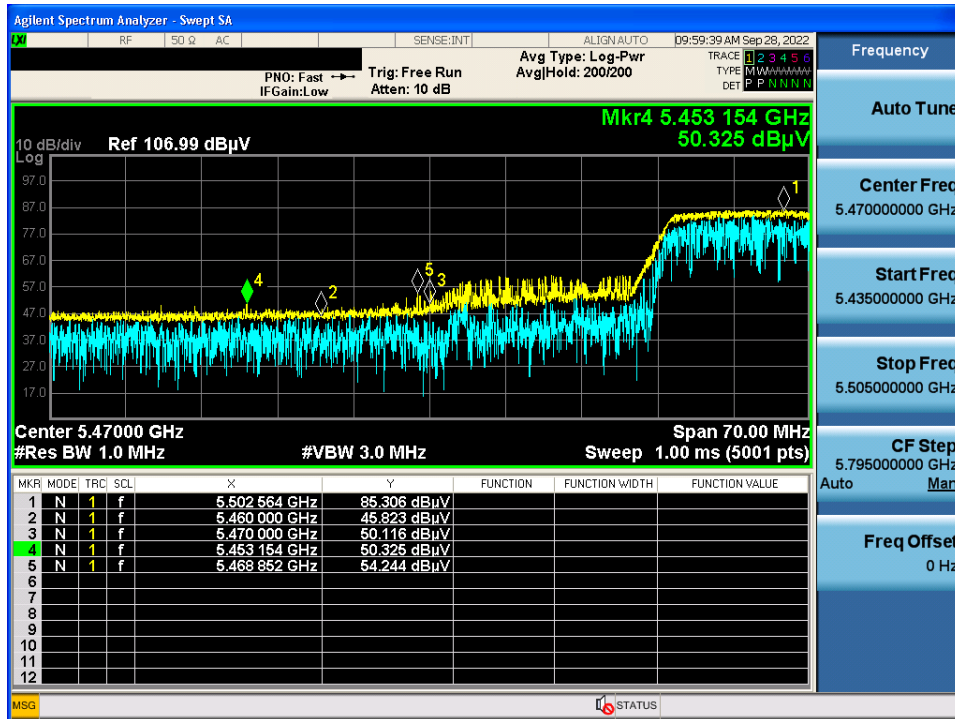 Agilent Spectrum Analyzer - Swept SA
LXI RF 50 Ω AC SENSE:INT ALIGNAUTO 09:59:39 AM Sep 28, 2022
PNO: Fast Trig: Free Run Avg Type: Log-Pwr TRACE 1 2 3 4 5 6
IFGain:Low Atten: 10 dB Avg|Hold: 200/200 TYPE M W W W W W
DET P P N N N N
Mkr4 5.453 154 GHz
50.325 dBµV
10 dB/div Ref 106.99 dBµV
Log
97.0
87.0
77.0
67.0
57.0
47.0
37.0
27.0
17.0
1
5
4
3
2
Center 5.47000 GHz Span 70.00 MHz
#Res BW 1.0 MHz #VBW 3.0 MHz Sweep 1.00 ms (5001 pts)
MKR MODE TRC SCL X Y FUNCTION FUNCTION WIDTH FUNCTION VALUE
1 N 1 f 5.502 564 GHz 85.306 dBµV
2 N 1 f 5.460 000 GHz 45.823 dBµV
3 N 1 f 5.470 000 GHz 50.116 dBµV
4 N 1 f 5.453 154 GHz 50.325 dBµV
5 N 1 f 5.468 852 GHz 54.244 dBµV
6
7
8
9
10
11
12
MSG STATUS
Frequency
Auto Tune
Center Freq
5.470000000 GHz
Start Freq
5.435000000 GHz
Stop Freq
5.505000000 GHz
CF Step
5.795000000 GHz
Auto Man
Freq Offset
0 Hz